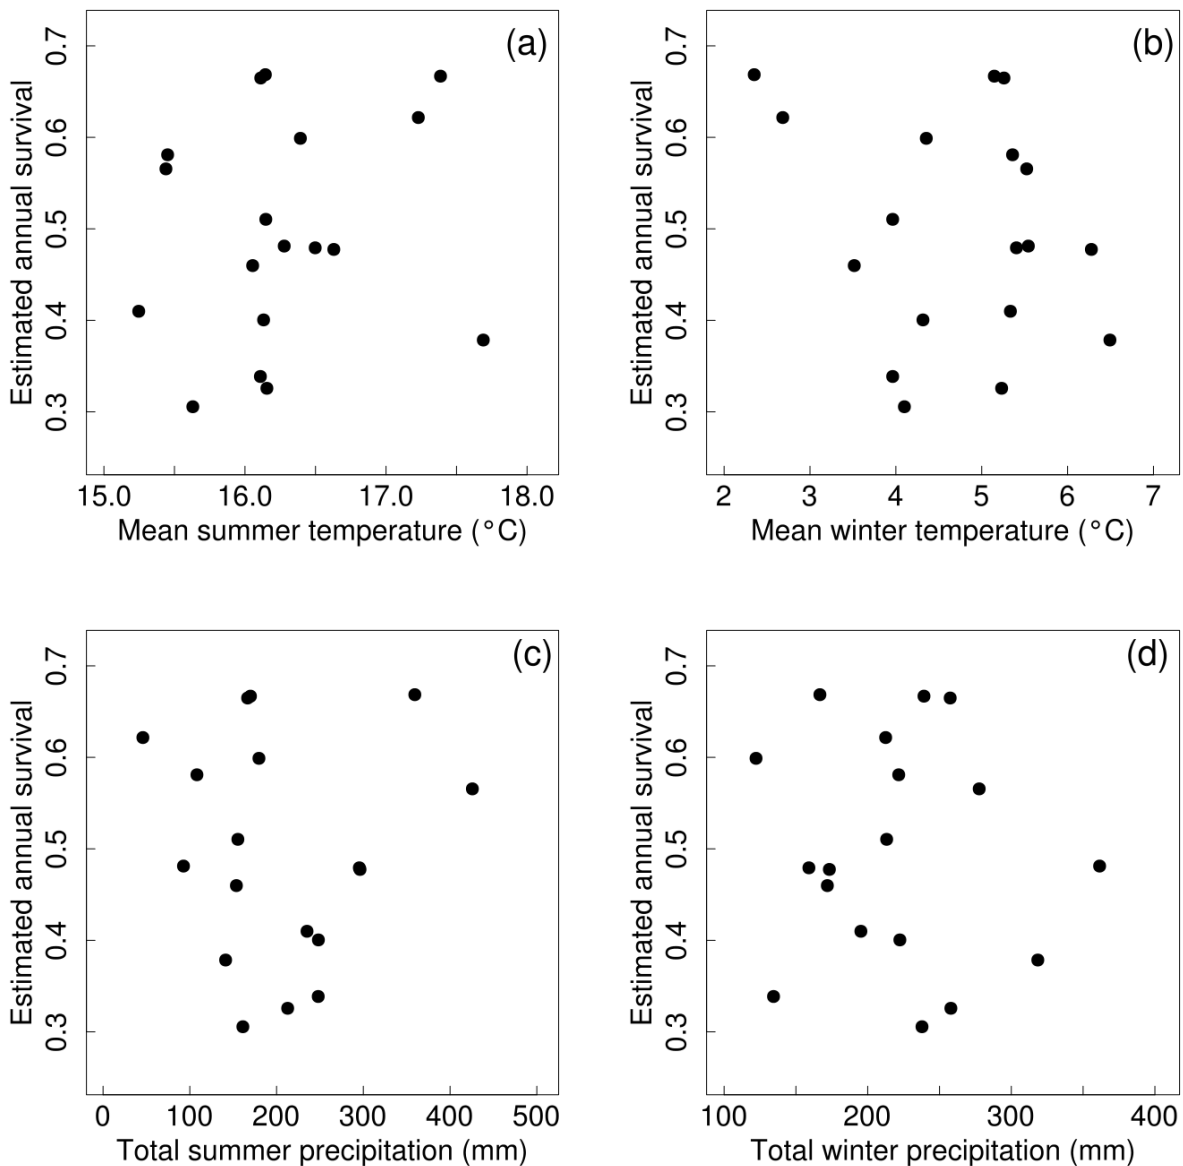 (a)
Estimated annual survival
0.7
0.6
0.5
0.4
0.3
15.0 16.0 17.0 18.0
Mean summer temperature (°C)
(b)
Estimated annual survival
0.7
0.6
0.5
0.4
0.3
2 3 4 5 6 7
Mean winter temperature (°C)
(c)
Estimated annual survival
0.7
0.6
0.5
0.4
0.3
0 100 200 300 400 500
Total summer precipitation (mm)
(d)
Estimated annual survival
0.7
0.6
0.5
0.4
0.3
100 200 300 400
Total winter precipitation (mm)